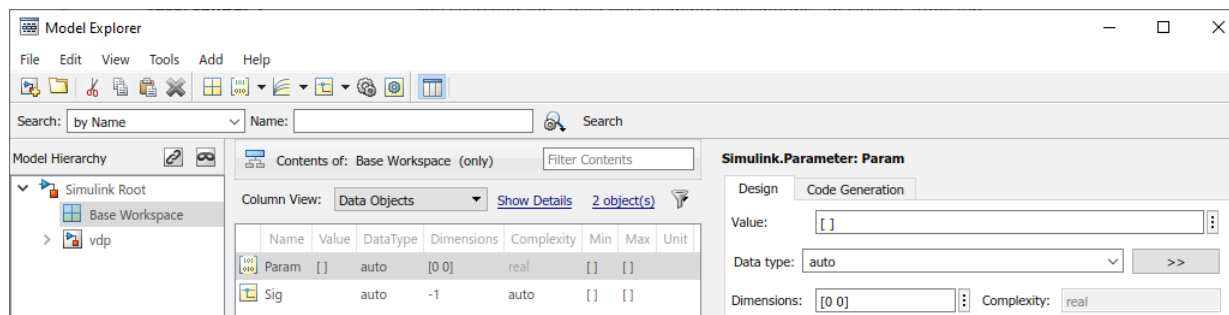 Model Explorer
File Edit View Tools Add Help
Search: by Name Name: Search
Model Hierarchy
Simulink Root
Base Workspace
vdp
Contents of: Base Workspace (only) Filter Contents
Column View: Data Objects Show Details 2 object(s)
Name Value DataType Dimensions Complexity Min Max Unit
Param [ ] auto [0 0] real [ ] [ ]
Sig auto -1 auto [ ] [ ]
Simulink.Parameter: Param
Design Code Generation
Value: [ ]
Data type: auto >>
Dimensions: [0 0] Complexity: real